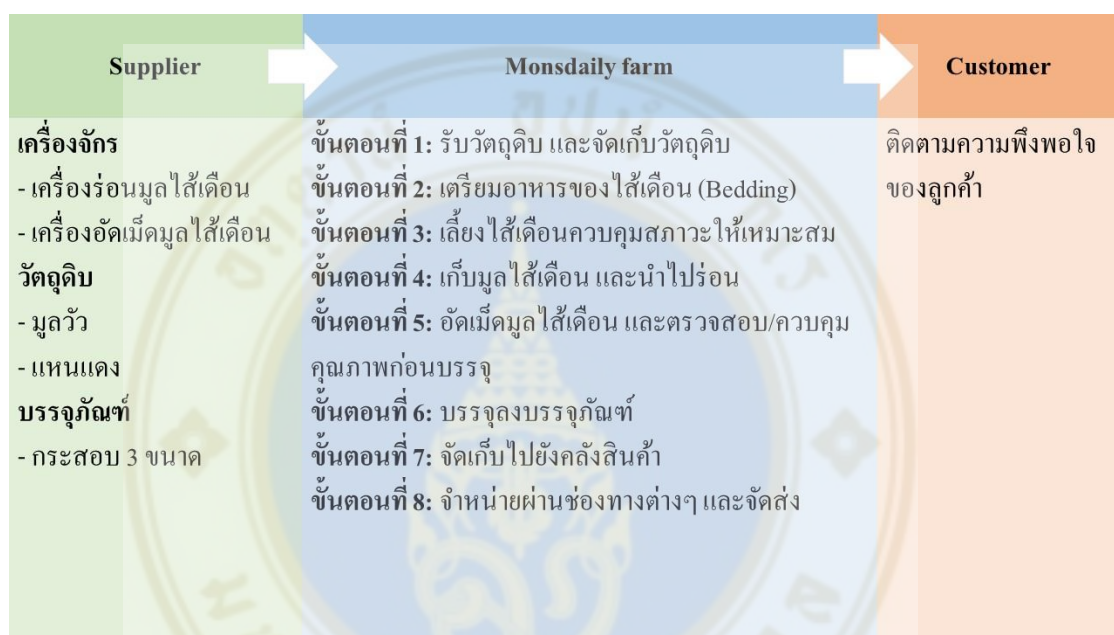 Supplier
Monsdaily farm
Customer
เครื่องจักร
- เครื่องร่อนมูลไส้เดือน
- เครื่องอัดเม็ดมูลไส้เดือน
วัตถุดิบ
- มูลวัว
- แหนแดง
บรรจุภัณฑ์
- กระสอบ 3 ขนาด
ขั้นตอนที่ 1: รับวัตถุดิบ และจัดเก็บวัตถุดิบ
ขั้นตอนที่ 2: เตรียมอาหารของไส้เดือน (Bedding)
ขั้นตอนที่ 3: เลี้ยงไส้เดือนควบคุมสภาวะให้เหมาะสม
ขั้นตอนที่ 4: เก็บมูลไส้เดือน และนำไปร่อน
ขั้นตอนที่ 5: อัดเม็ดมูลไส้เดือน และตรวจสอบ/ควบคุม
คุณภาพก่อนบรรจุ
ขั้นตอนที่ 6: บรรจุลงบรรจุภัณฑ์
ขั้นตอนที่ 7: จัดเก็บไปยังคลังสินค้า
ขั้นตอนที่ 8: จำหน่ายผ่านช่องทางต่างๆ และจัดส่ง
ติดตามความพึงพอใจ
ของลูกค้า